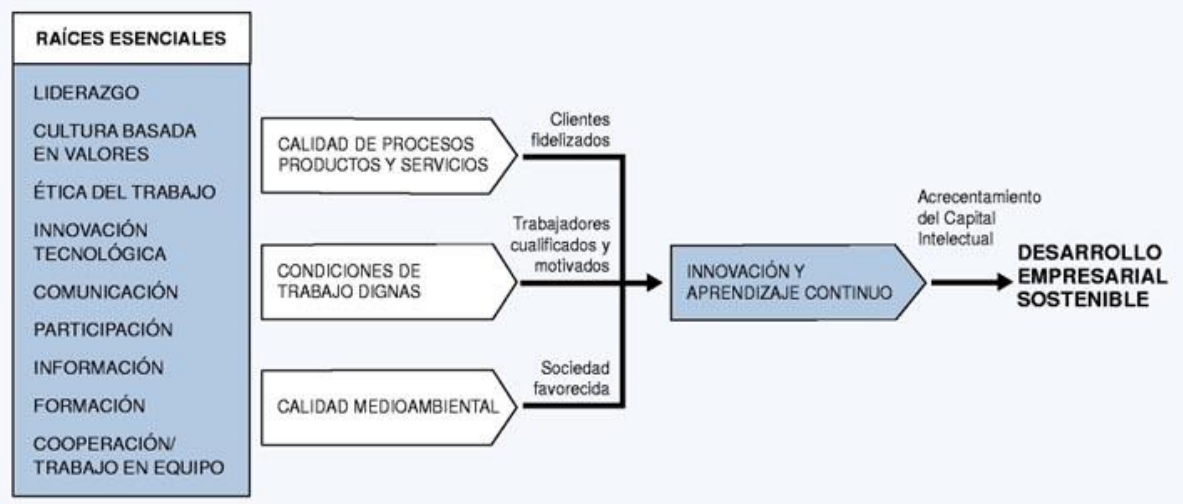 RAÍCES ESENCIALES
LIDERAZGO
CULTURA BASADA
EN VALORES
ÉTICA DEL TRABAJO
INNOVACIÓN
TECNOLÓGICA
COMUNICACIÓN
PARTICIPACIÓN
INFORMACIÓN
FORMACIÓN
COOPERACIÓN/
TRABAJO EN EQUIPO
CALIDAD DE PROCESOS
PRODUCTOS Y SERVICIOS
Clientes
fidelizados
CONDICIONES DE
TRABAJO DIGNAS
Trabajadores
cualificados y
motivados
CALIDAD MEDIOAMBIENTAL
Sociedad
favorecida
INNOVACIÓN Y
APRENDIZAJE CONTINUO
Acrecentamiento
del Capital
Intelectual
DESARROLLO
EMPRESARIAL
SOSTENIBLE